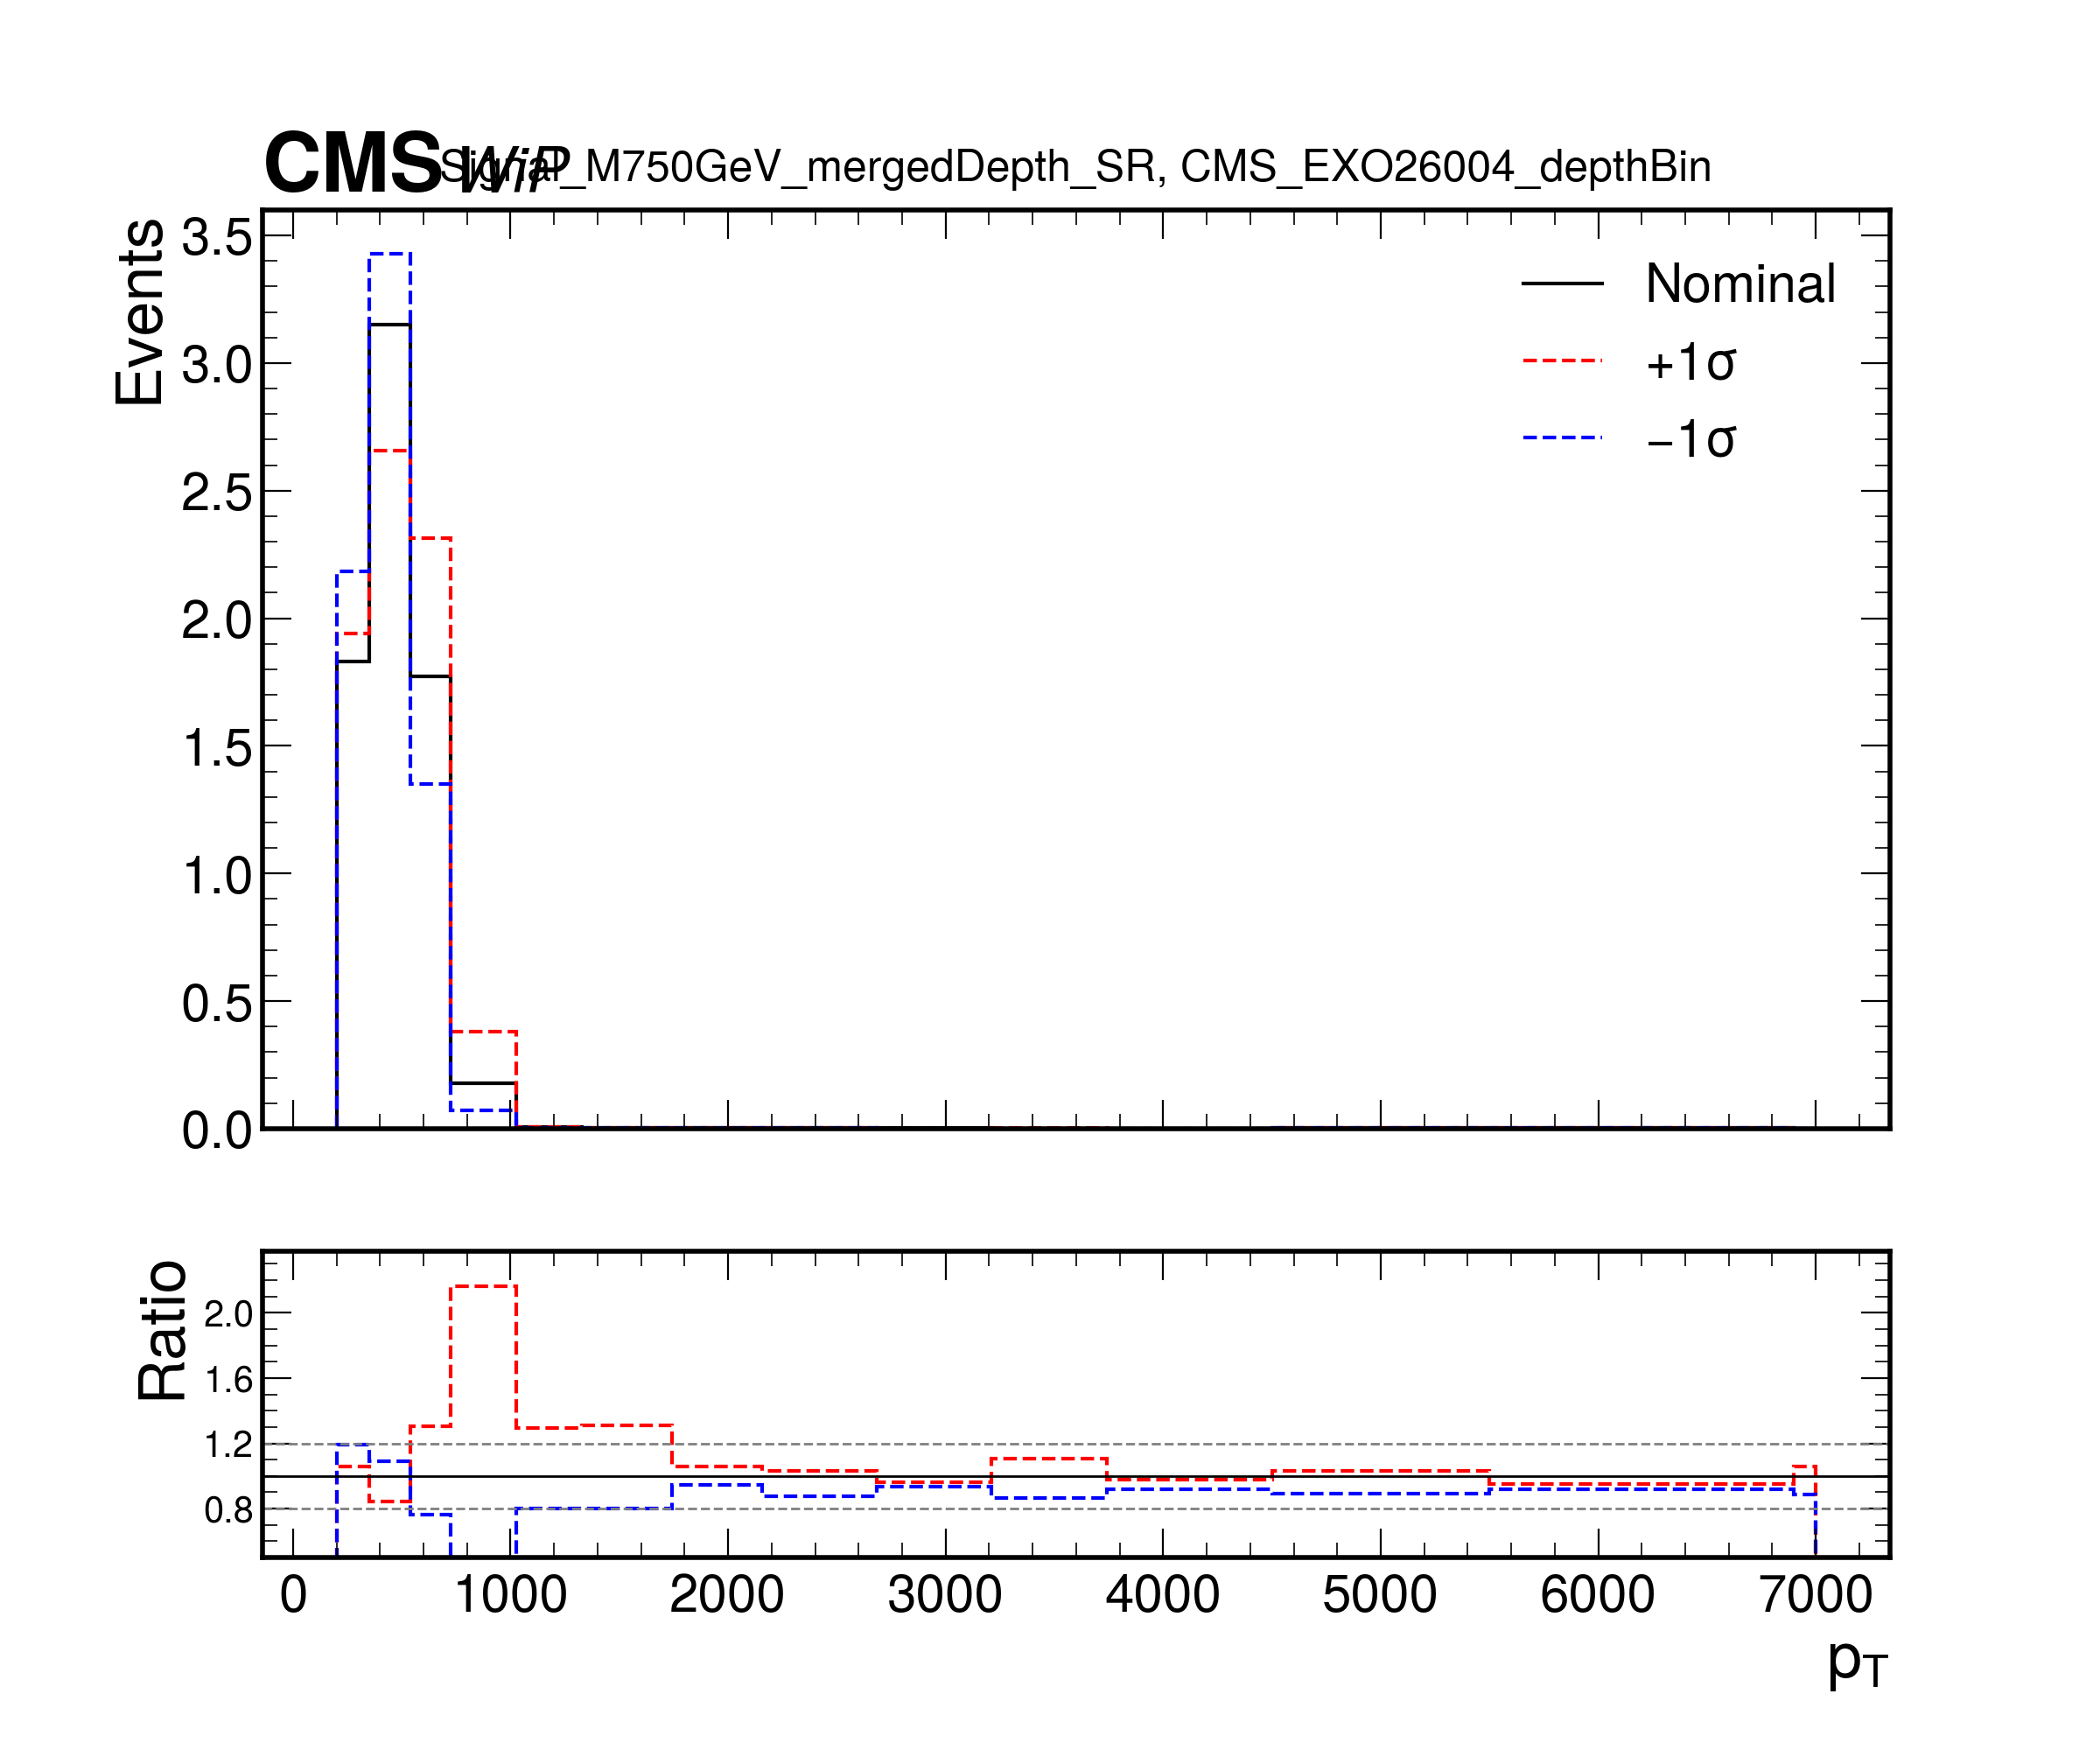 CMS WiP Signal_M750GeV_mergedDepth_SR, CMS_EXO26004_depthBin
Events
3.5
3.0
2.5
2.0
1.5
1.0
0.5
0.0
Nominal
+1σ
−1σ
Ratio
2.0
1.6
1.2
0.8
0 1000 2000 3000 4000 5000 6000 7000
pT